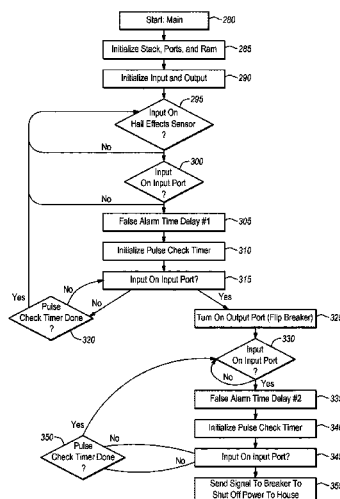 Start: Main
280
Initialize Stack, Ports, and Ram
285
Initialize Input and Output
290
295
Input On
Hall Effects Sensor
?
No
300
Input
On Input Port
?
No
False Alarm Time Delay #1
305
Initialize Pulse Check Timer
310
Input On Input Port?
315
Yes
No
No
Yes
Pulse
Check Timer Done
?
320
Turn On Output Port (Flip Breaker)
325
330
Input
On Input Port
?
No
Yes
False Alarm Time Delay #2
335
Initialize Pulse Check Timer
340
Yes
350
Pulse
Check Timer Done
?
No
No
Input On Input Port?
345
Send Signal To Breaker To
Shut Off Power To House
355